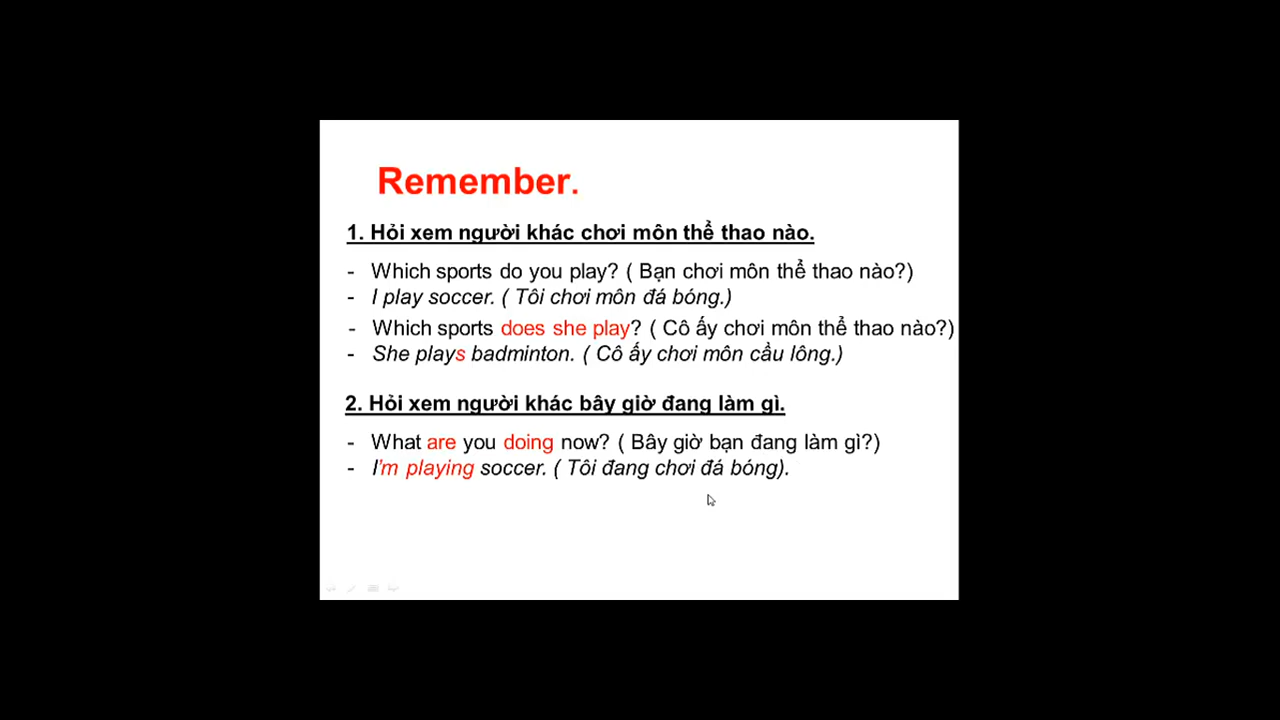 Remember.
1. Hỏi xem người khác chơi môn thể thao nào.
- Which sports do you play? ( Bạn chơi môn thể thao nào?)
- I play soccer. ( Tôi chơi môn đá bóng.)
- Which sports does she play? ( Cô ấy chơi môn thể thao nào?)
- She plays badminton. ( Cô ấy chơi môn cầu lông.)
2. Hỏi xem người khác bây giờ đang làm gì.
- What are you doing now? ( Bây giờ bạn đang làm gì?)
- I'm playing soccer. ( Tôi đang chơi đá bóng).